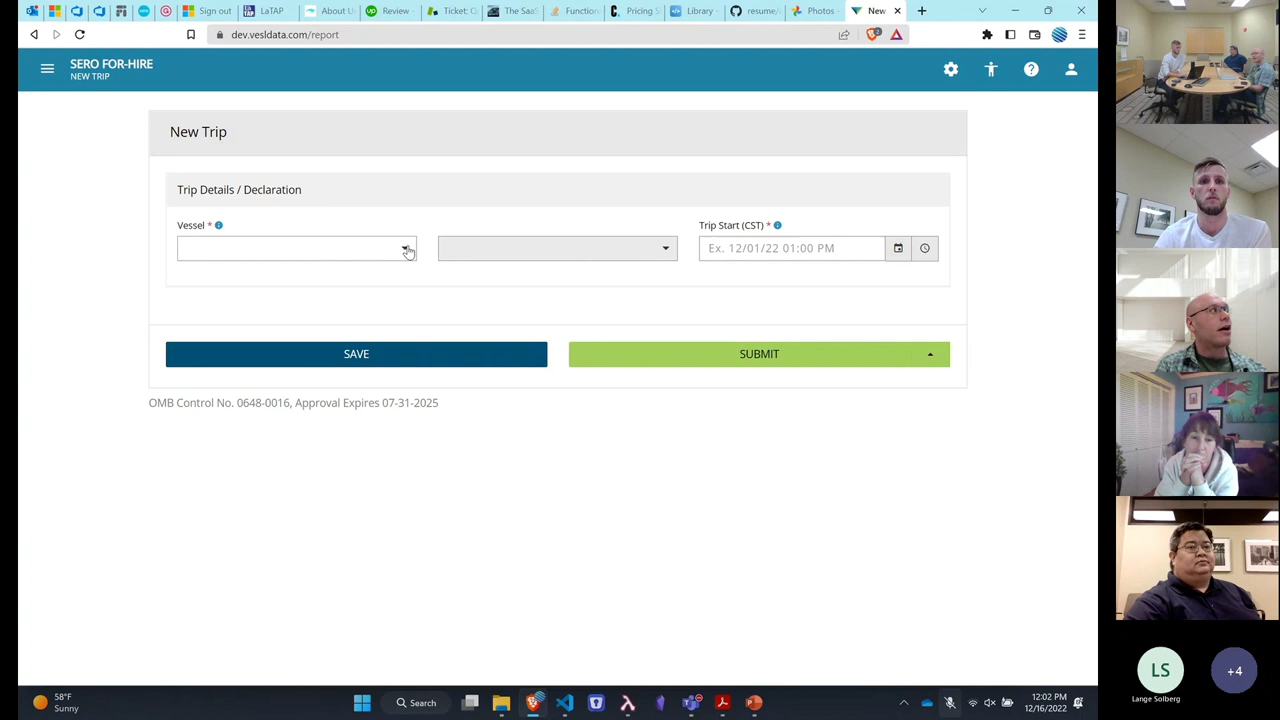 Sign out
LaTAP
About U
Review -
Ticket; Q
The SaaS
Function
Pricing S
Library -
resume/
Photos -
New
dev.vesldata.com/report
2
SERO FOR-HIRE
NEW TRIP
New Trip
Trip Details / Declaration
Vessel *
Trip Start (CST) *
Ex. 12/01/22 01:00 PM
SAVE
SUBMIT
OMB Control No. 0648-0016, Approval Expires 07-31-2025
LS
+4
Lange Solberg
58°F
Sunny
Search
12:02 PM
12/16/2022